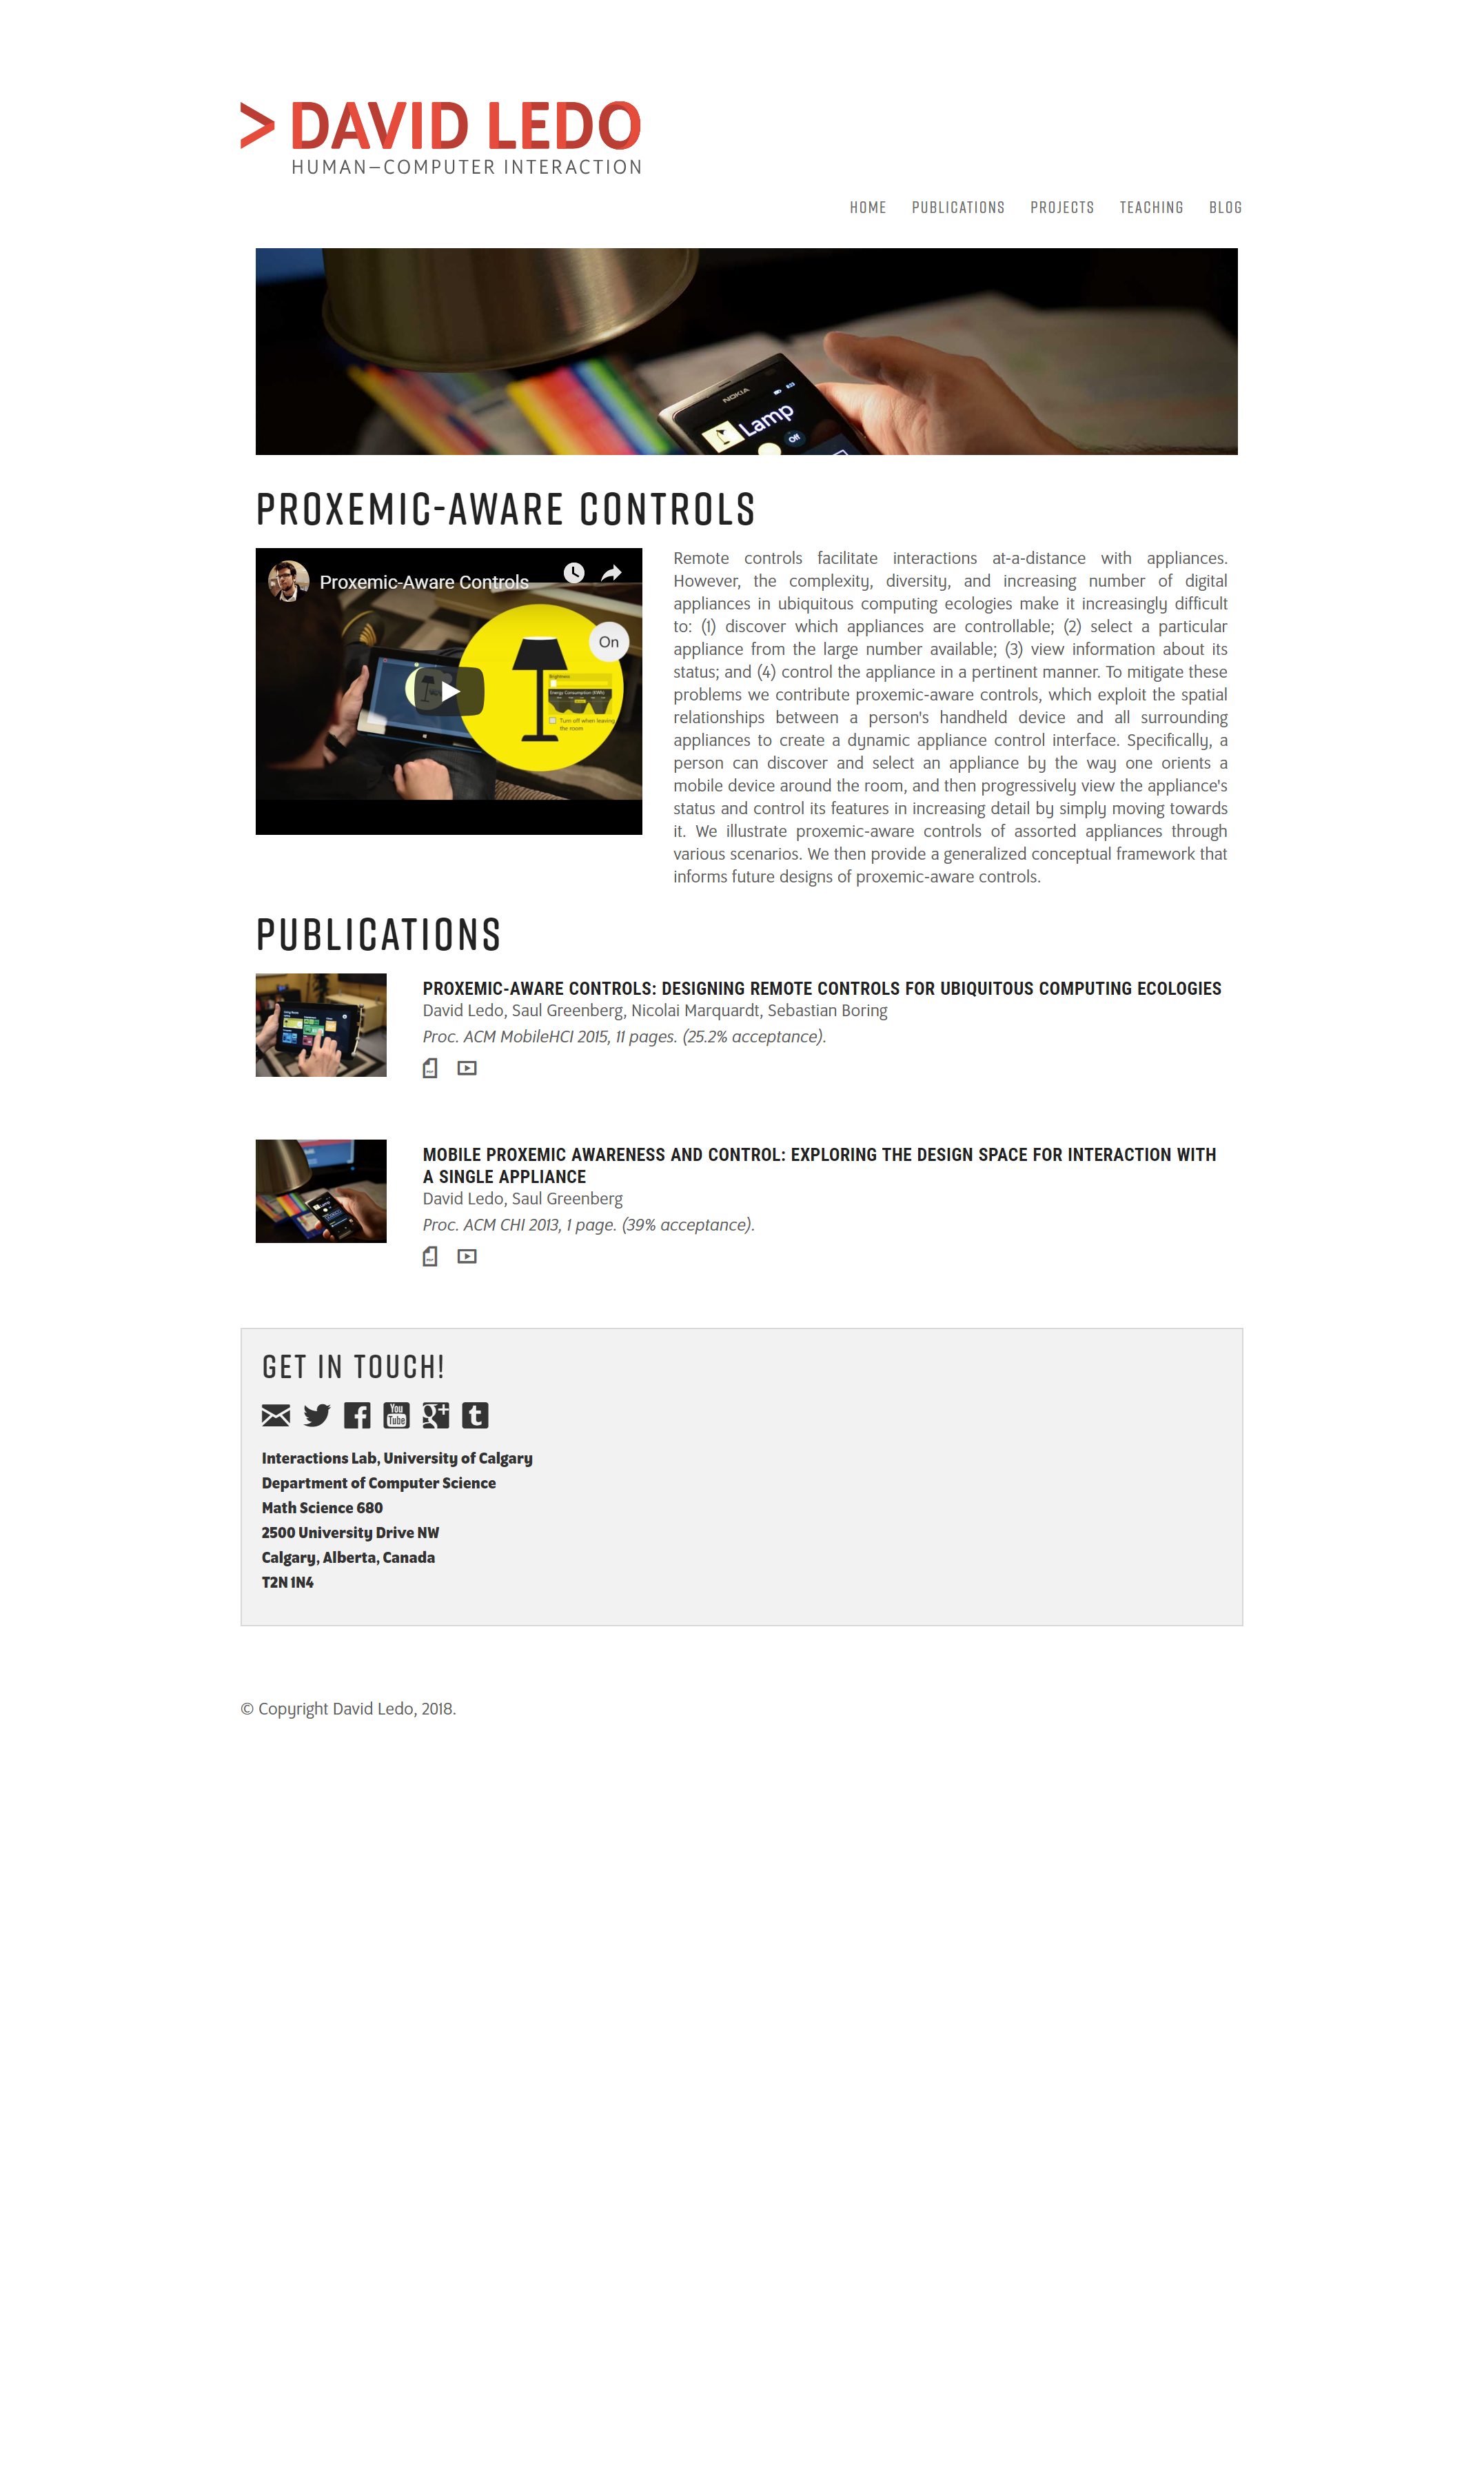 > DAVID LEDO
HUMAN–COMPUTER INTERACTION
HOME PUBLICATIONS PROJECTS TEACHING BLOG
NOKIA
Lamp
Off
PROXEMIC-AWARE CONTROLS
Proxemic-Aware Controls
On
Brightness
Energy Consumption (kWh)
Turn off when leaving
the room
Remote controls facilitate interactions at-a-distance with appliances.
However, the complexity, diversity, and increasing number of digital
appliances in ubiquitous computing ecologies make it increasingly difficult
to: (1) discover which appliances are controllable; (2) select a particular
appliance from the large number available; (3) view information about its
status; and (4) control the appliance in a pertinent manner. To mitigate these
problems we contribute proxemic-aware controls, which exploit the spatial
relationships between a person's handheld device and all surrounding
appliances to create a dynamic appliance control interface. Specifically, a
person can discover and select an appliance by the way one orients a
mobile device around the room, and then progressively view the appliance's
status and control its features in increasing detail by simply moving towards
it. We illustrate proxemic-aware controls of assorted appliances through
various scenarios. We then provide a generalized conceptual framework that
informs future designs of proxemic-aware controls.
PUBLICATIONS
PROXEMIC-AWARE CONTROLS: DESIGNING REMOTE CONTROLS FOR UBIQUITOUS COMPUTING ECOLOGIES
David Ledo, Saul Greenberg, Nicolai Marquardt, Sebastian Boring
Proc. ACM MobileHCI 2015, 11 pages. (25.2% acceptance).
MOBILE PROXEMIC AWARENESS AND CONTROL: EXPLORING THE DESIGN SPACE FOR INTERACTION WITH
A SINGLE APPLIANCE
David Ledo, Saul Greenberg
Proc. ACM CHI 2013, 1 page. (39% acceptance).
GET IN TOUCH!
You
Tube
g+
t
Interactions Lab, University of Calgary
Department of Computer Science
Math Science 680
2500 University Drive NW
Calgary, Alberta, Canada
T2N 1N4
© Copyright David Ledo, 2018.